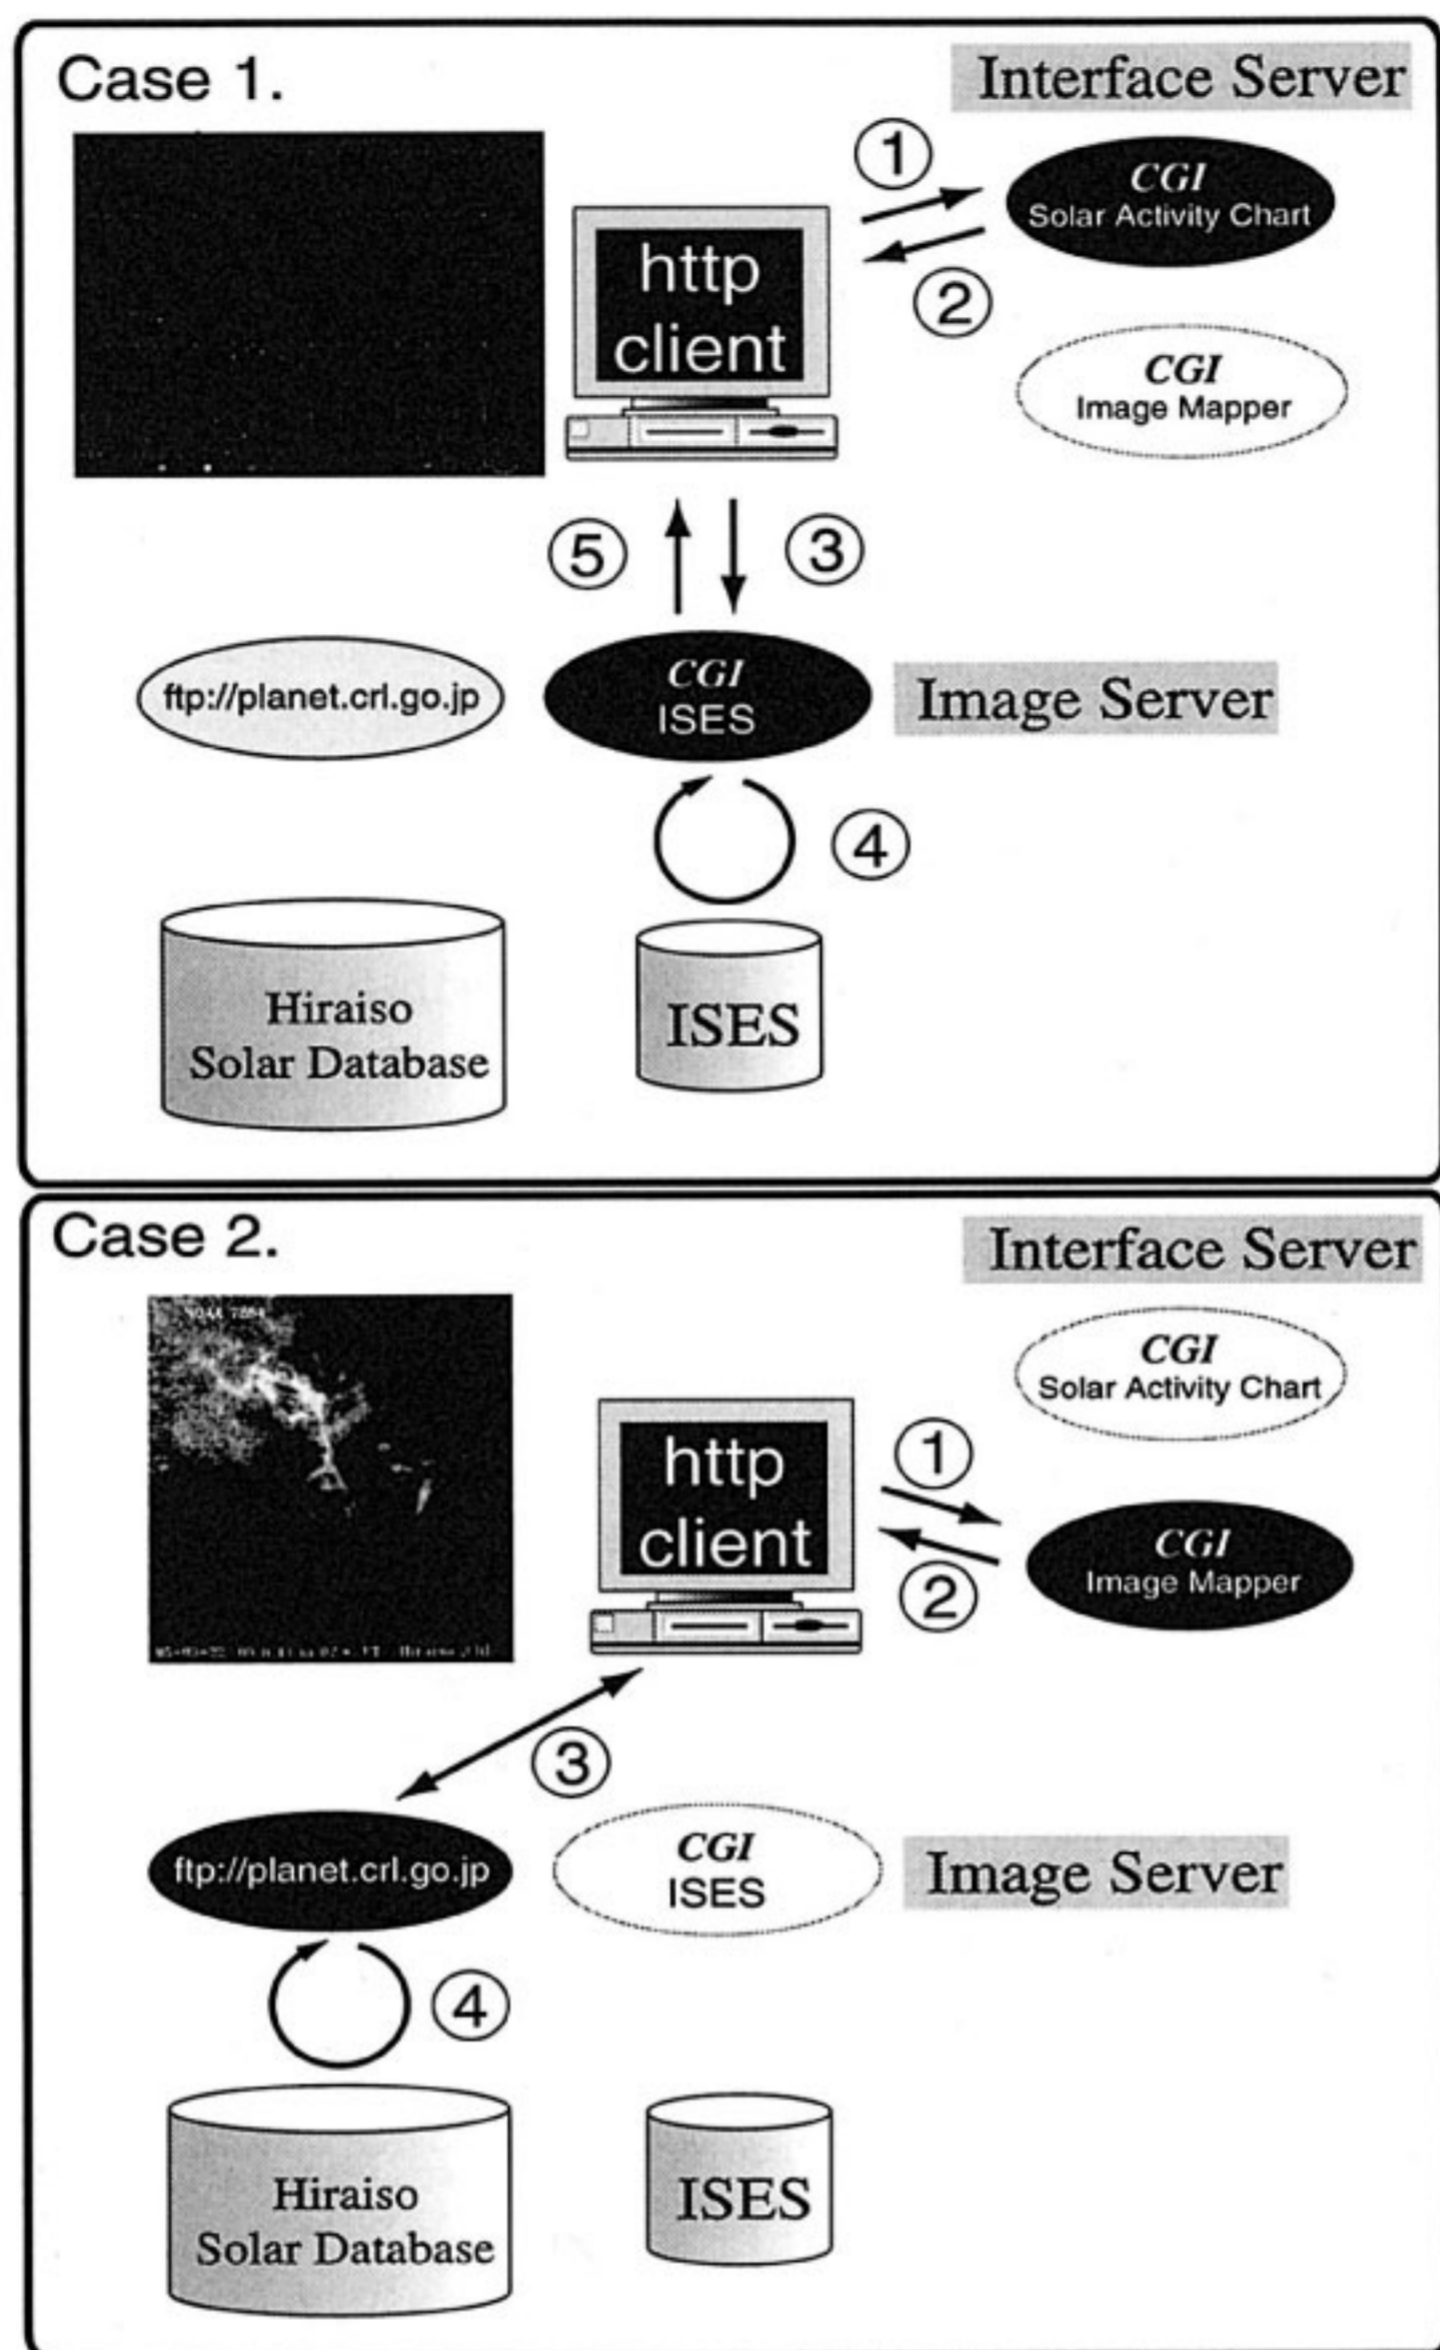 Case 1.
Interface Server
①
CGI
Solar Activity Chart
http
client
②
CGI
Image Mapper
⑤
③
ftp://planet.crl.go.jp
CGI
ISES
Image Server
④
Hiraiso
Solar Database
ISES
Case 2.
Interface Server
CGI
Solar Activity Chart
http
client
①
CGI
Image Mapper
②
③
ftp://planet.crl.go.jp
CGI
ISES
Image Server
④
Hiraiso
Solar Database
ISES